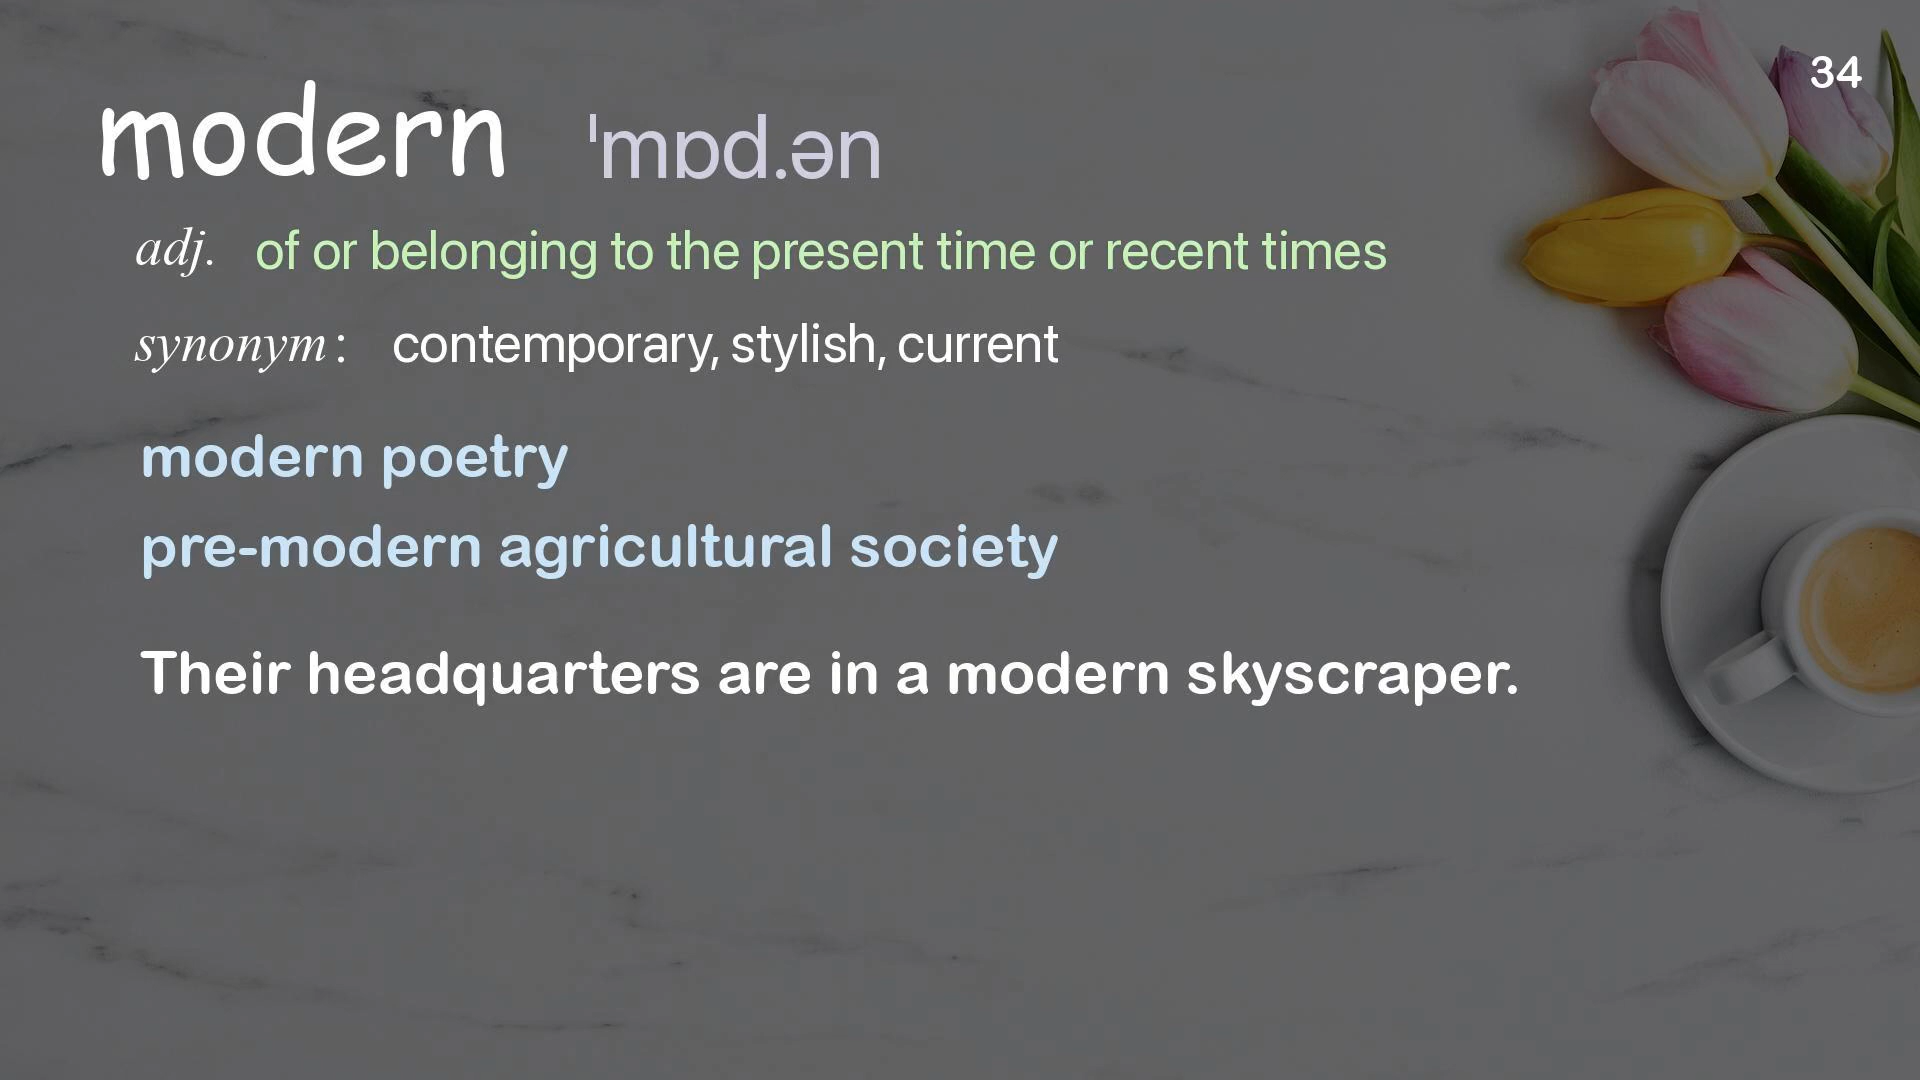 34
modern ˈmɒd.ən
adj. of or belonging to the present time or recent times
synonym: contemporary, stylish, current
modern poetry
pre-modern agricultural society
Their headquarters are in a modern skyscraper.